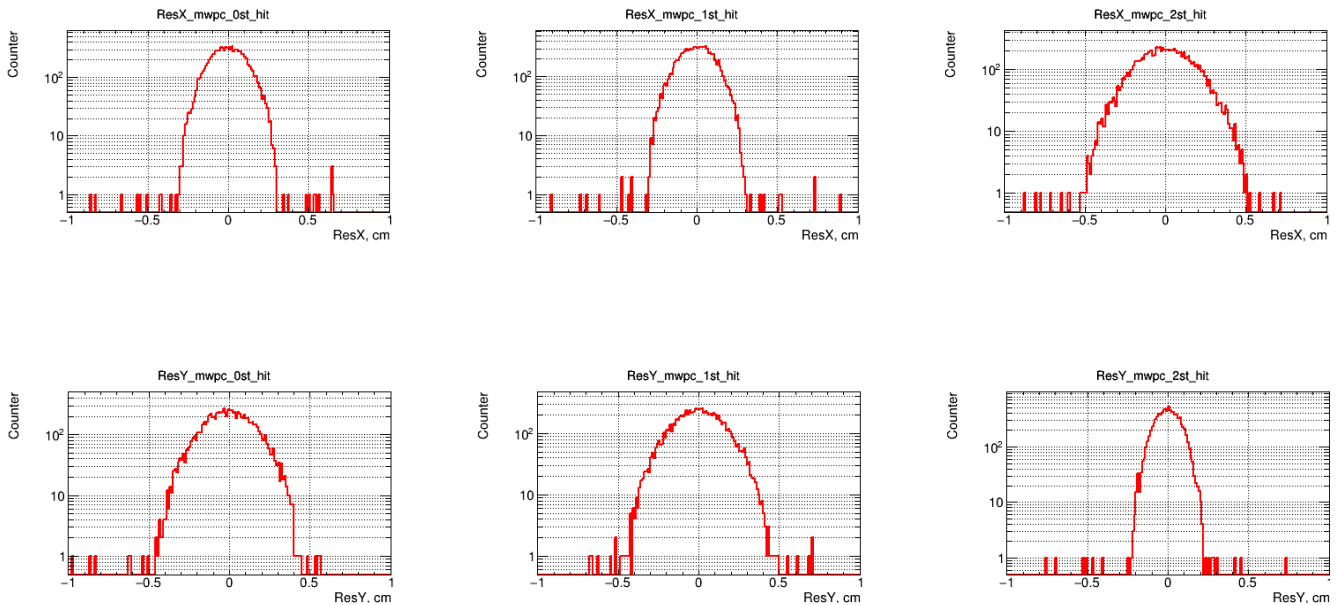 ResX_mwpc_0st_hit
Counter
10²
10
1
−1 −0.5 0 0.5 1
ResX, cm
ResX_mwpc_1st_hit
Counter
10²
10
1
−1 −0.5 0 0.5 1
ResX, cm
ResX_mwpc_2st_hit
Counter
10²
10
1
−1 −0.5 0 0.5 1
ResX, cm
ResY_mwpc_0st_hit
Counter
10²
10
1
−1 −0.5 0 0.5 1
ResY, cm
ResY_mwpc_1st_hit
Counter
10²
10
1
−1 −0.5 0 0.5 1
ResY, cm
ResY_mwpc_2st_hit
Counter
10²
10
1
−1 −0.5 0 0.5 1
ResY, cm